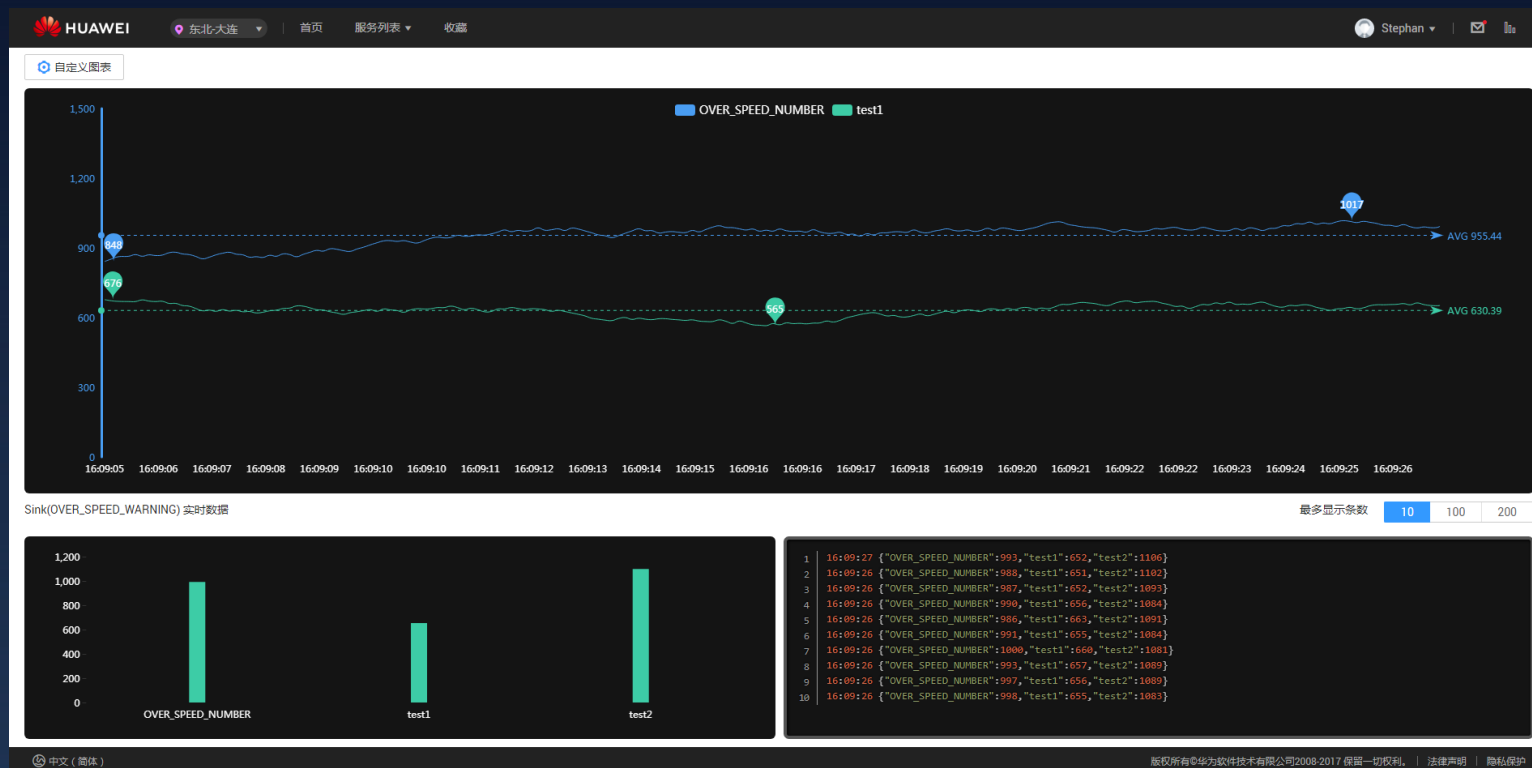 HUAWEI 东北-大连 首页 服务列表 收藏 Stephan
自定义图表
OVER_SPEED_NUMBER test1
1,500
1,200
900
600
300
0
848
676
565
1017
AVG 955.44
AVG 630.39
16:09:05 16:09:06 16:09:07 16:09:08 16:09:09 16:09:10 16:09:10 16:09:11 16:09:12 16:09:13 16:09:14 16:09:15 16:09:16 16:09:16 16:09:17 16:09:18 16:09:19 16:09:20 16:09:21 16:09:22 16:09:22 16:09:23 16:09:24 16:09:25 16:09:26
Sink(OVER_SPEED_WARNING) 实时数据 最多显示条数 10 100 200
1,200
1,000
800
600
400
200
0
OVER_SPEED_NUMBER test1 test2
1 16:09:27 {"OVER_SPEED_NUMBER":993,"test1":652,"test2":1106}
2 16:09:26 {"OVER_SPEED_NUMBER":988,"test1":651,"test2":1102}
3 16:09:26 {"OVER_SPEED_NUMBER":987,"test1":652,"test2":1093}
4 16:09:26 {"OVER_SPEED_NUMBER":990,"test1":656,"test2":1084}
5 16:09:26 {"OVER_SPEED_NUMBER":986,"test1":663,"test2":1091}
6 16:09:26 {"OVER_SPEED_NUMBER":991,"test1":655,"test2":1084}
7 16:09:26 {"OVER_SPEED_NUMBER":1000,"test1":660,"test2":1081}
8 16:09:26 {"OVER_SPEED_NUMBER":993,"test1":657,"test2":1089}
9 16:09:26 {"OVER_SPEED_NUMBER":997,"test1":656,"test2":1089}
10 16:09:26 {"OVER_SPEED_NUMBER":998,"test1":655,"test2":1083}
中文 ( 简体 ) 版权所有©华为软件技术有限公司2008-2017 保留一切权利。 | 法律声明 | 隐私保护